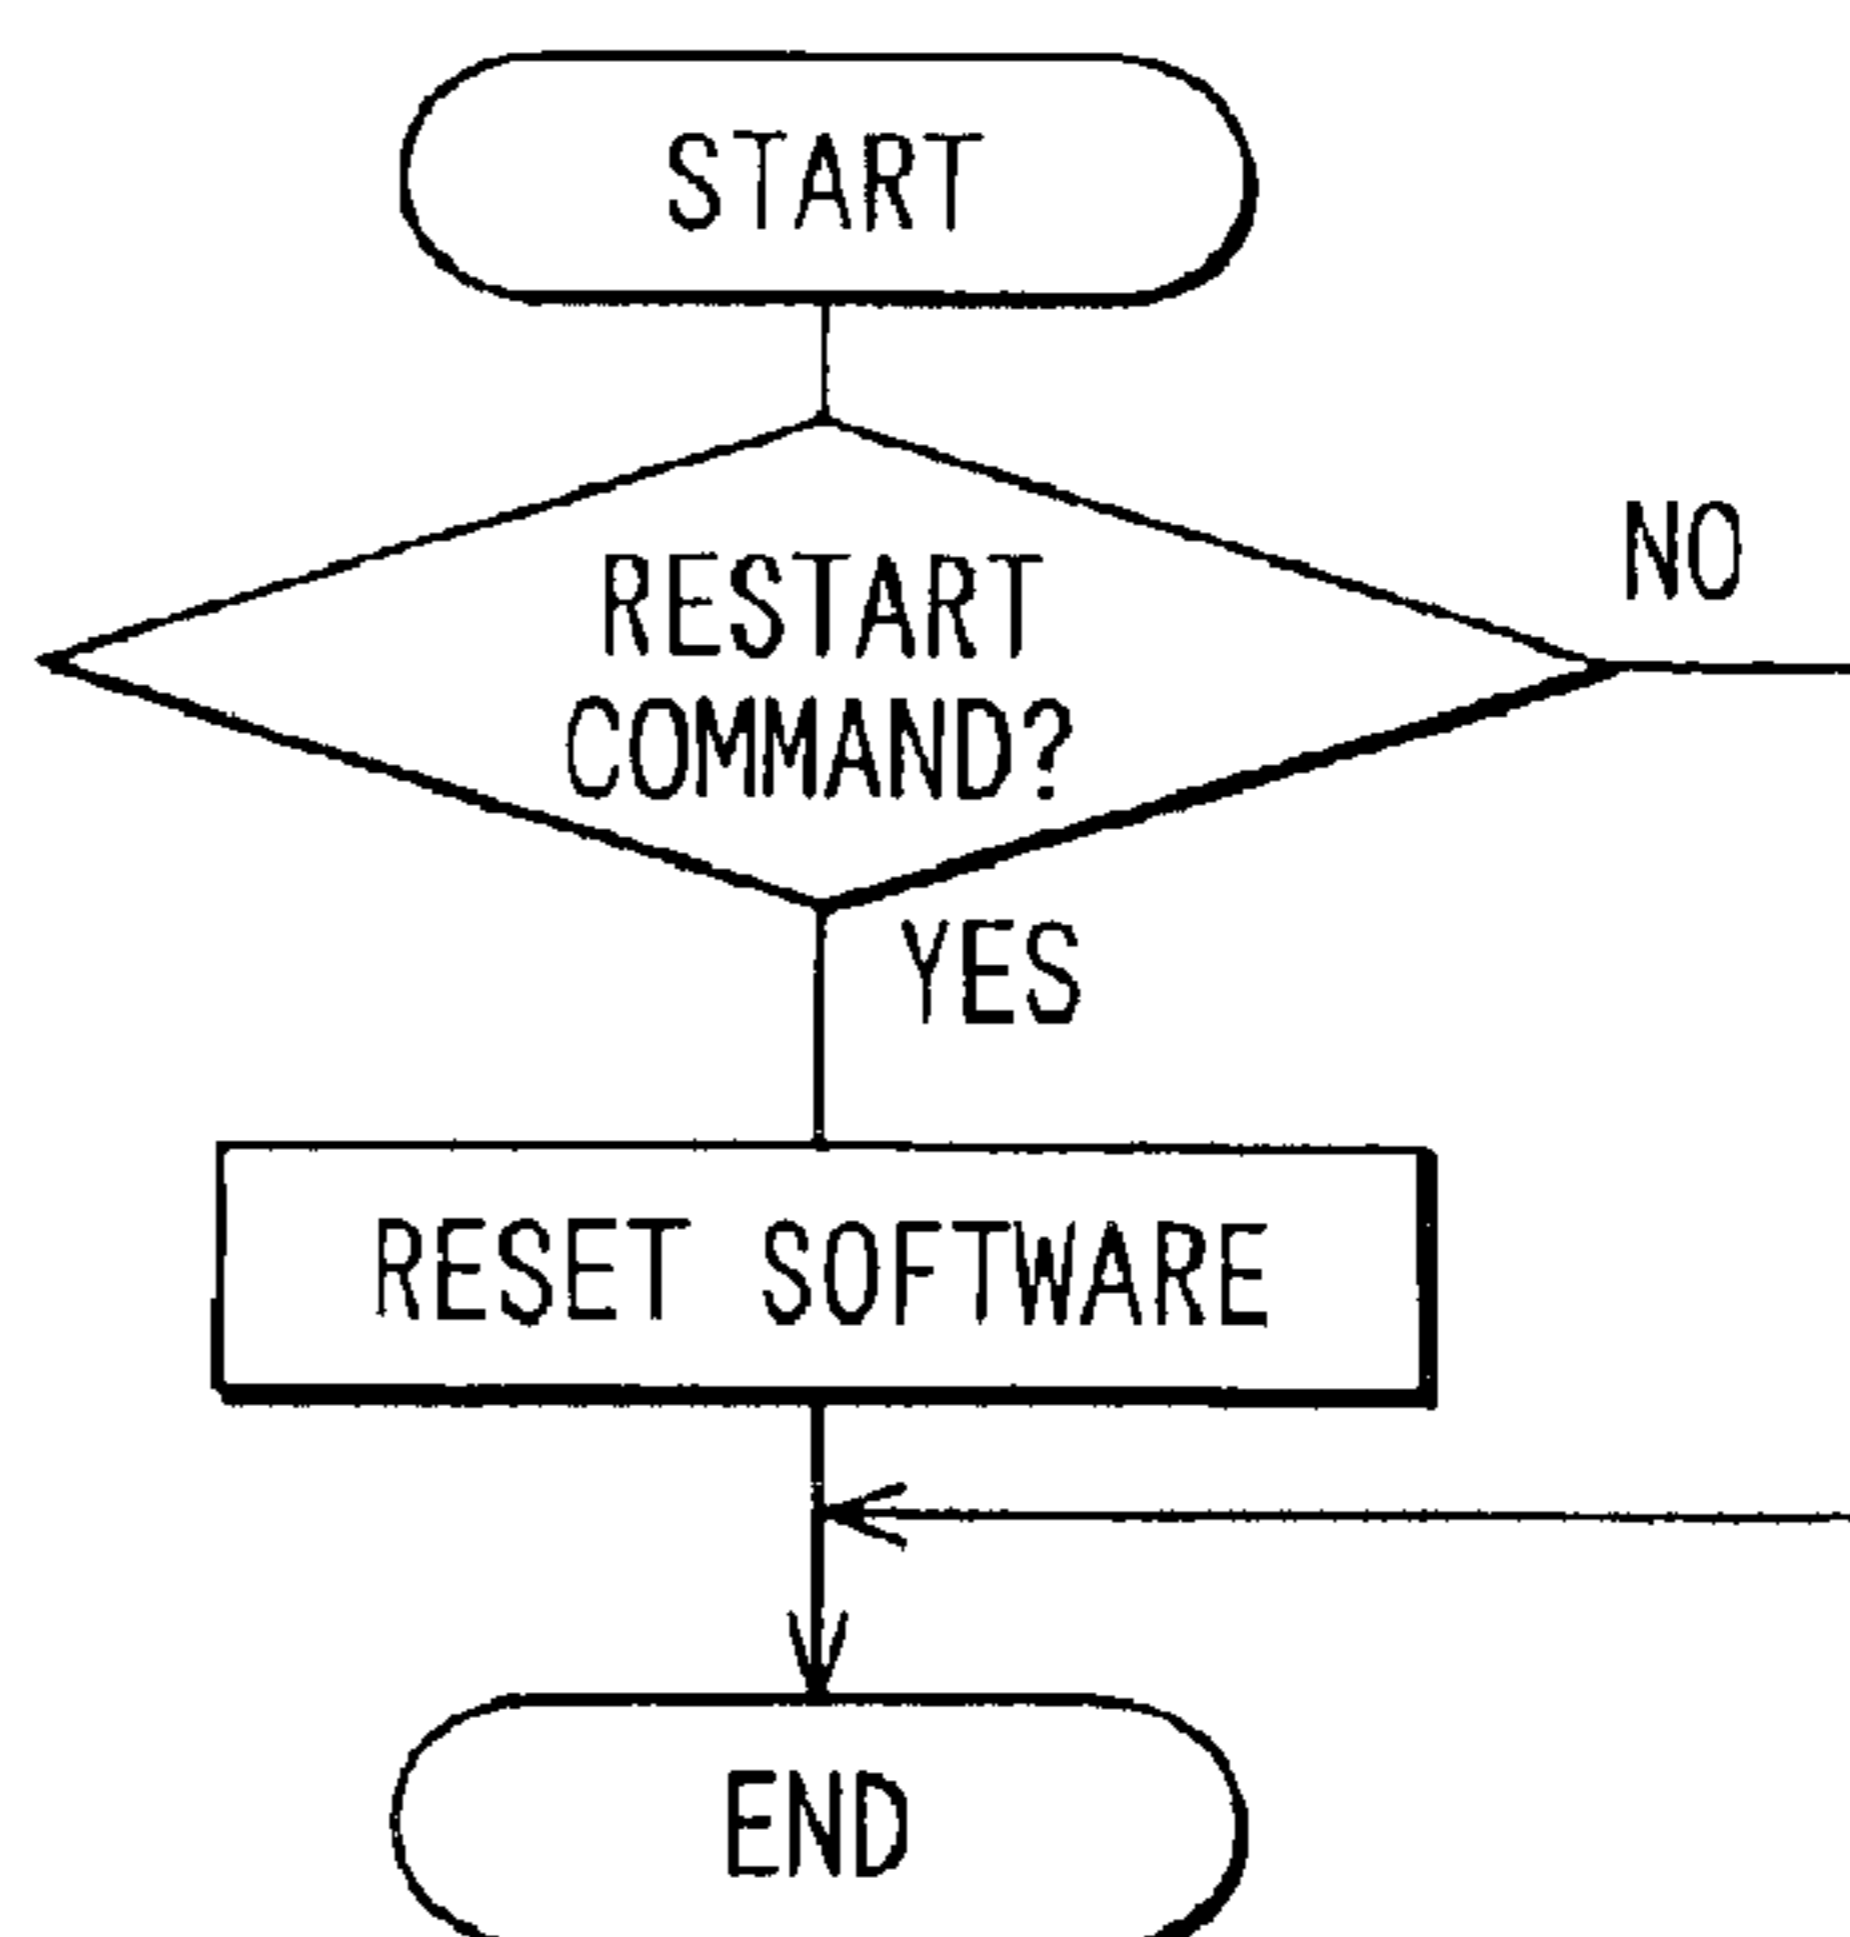 START
RESTART
COMMAND?
NO
YES
RESET SOFTWARE
END